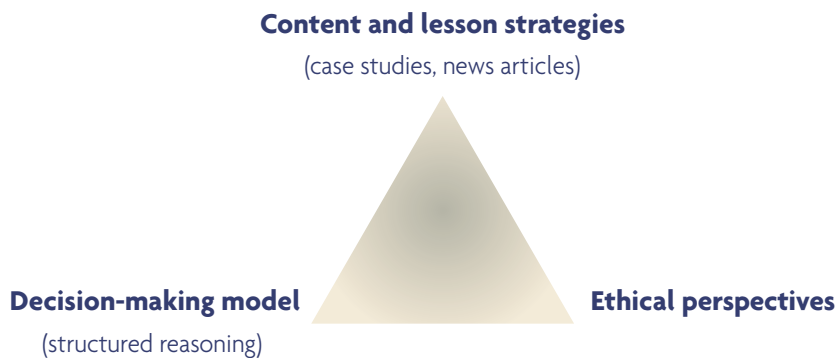 Content and lesson strategies
(case studies, news articles)
Decision-making model
(structured reasoning)
Ethical perspectives